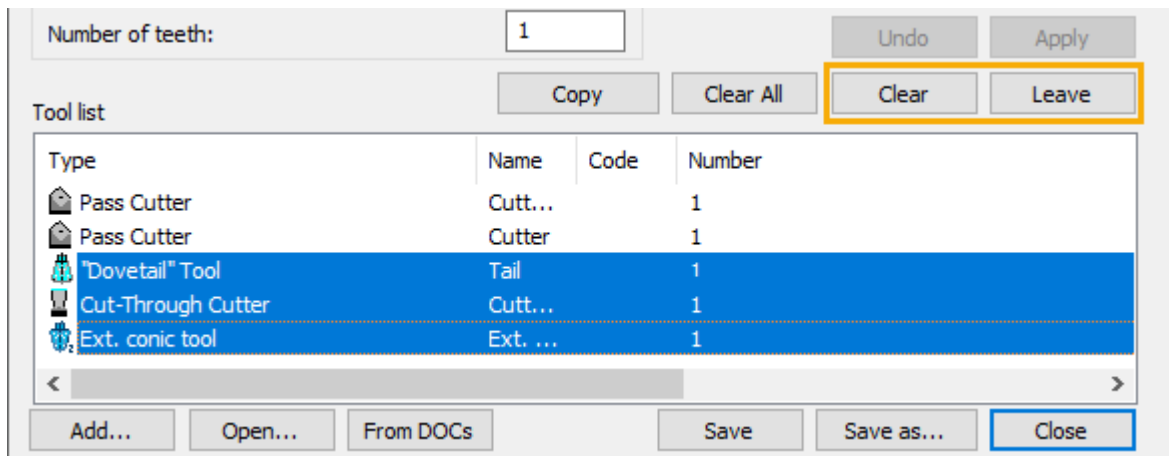 Number of teeth: 1
Undo Apply
Copy Clear All Clear Leave
Tool list
Type Name Code Number
Pass Cutter Cutt... 1
Pass Cutter Cutter 1
"Dovetail" Tool Tail 1
Cut-Through Cutter Cutt... 1
Ext. conic tool Ext. ... 1
Add... Open... From DOCs Save Save as... Close